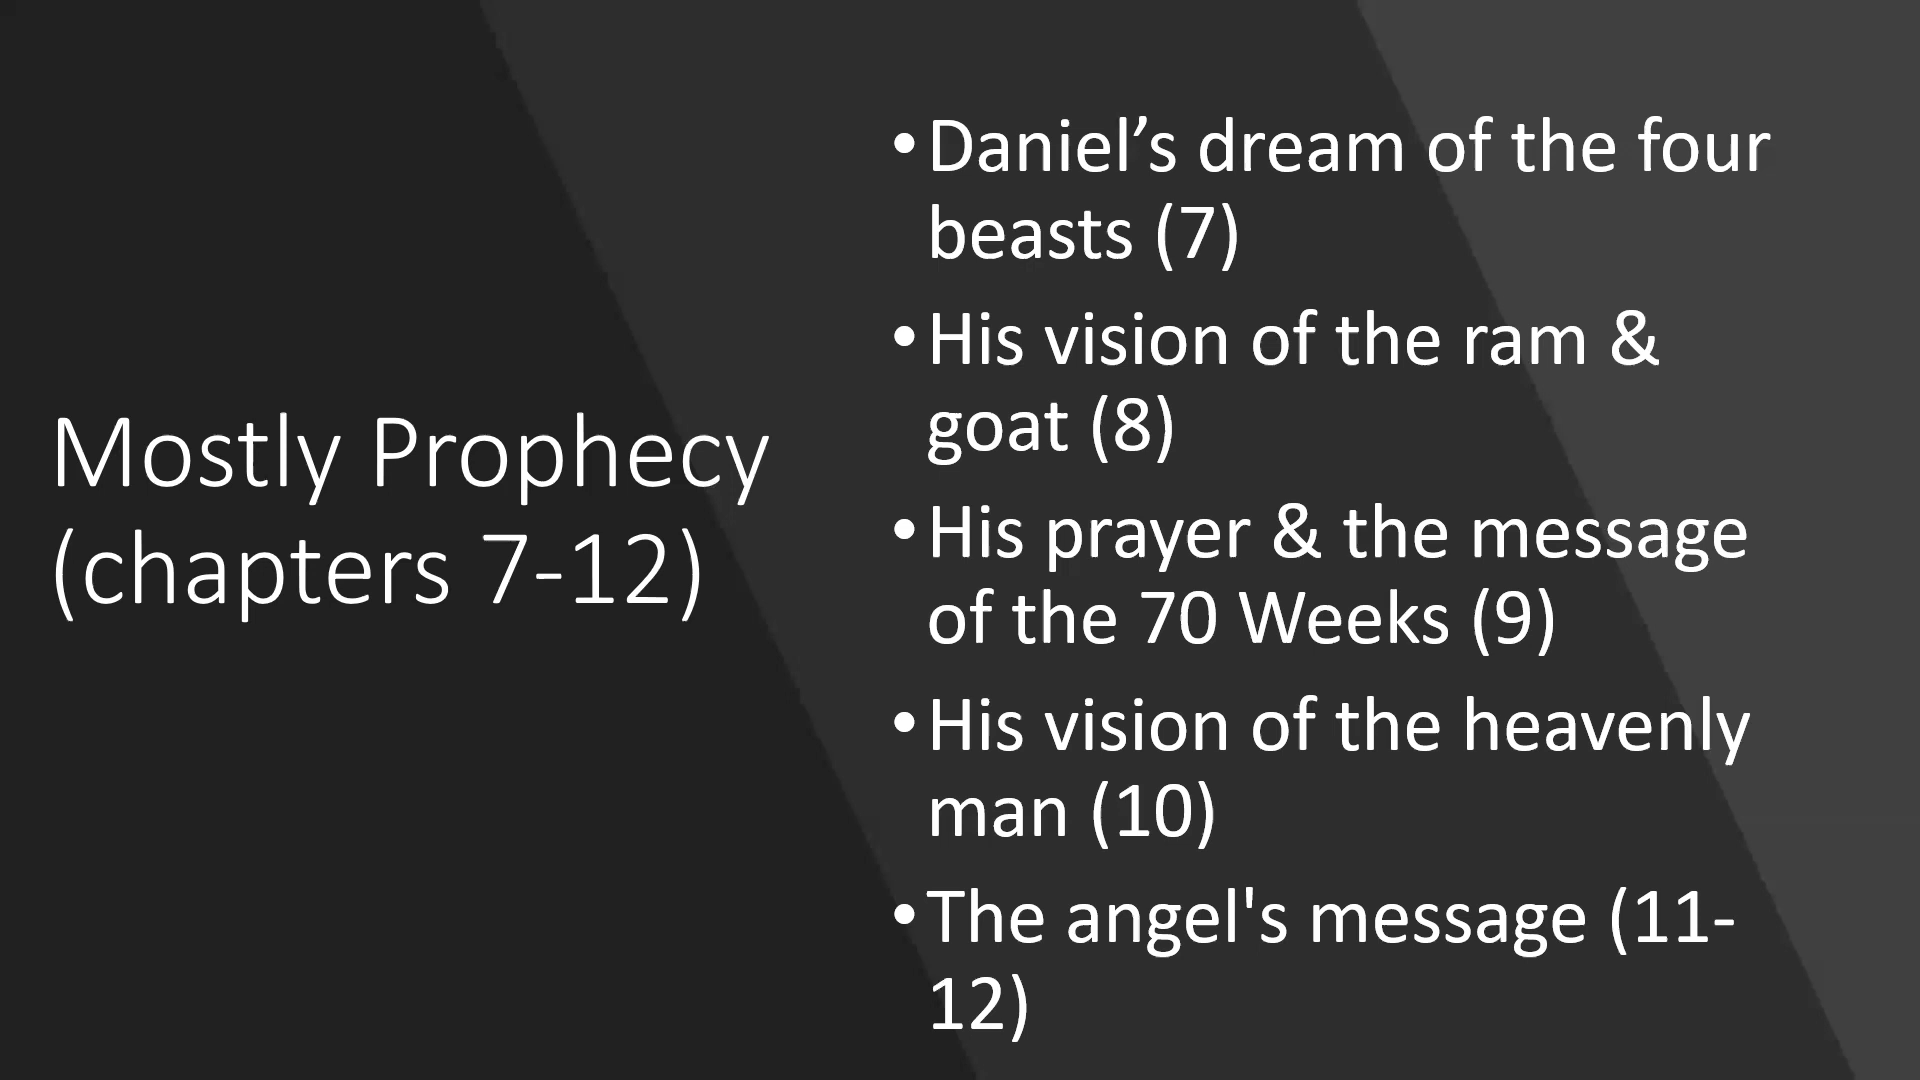 Mostly Prophecy
(chapters 7-12)
•Daniel’s dream of the four
beasts (7)
•His vision of the ram &
goat (8)
•His prayer & the message
of the 70 Weeks (9)
•His vision of the heavenly
man (10)
•The angel's message (11-
12)